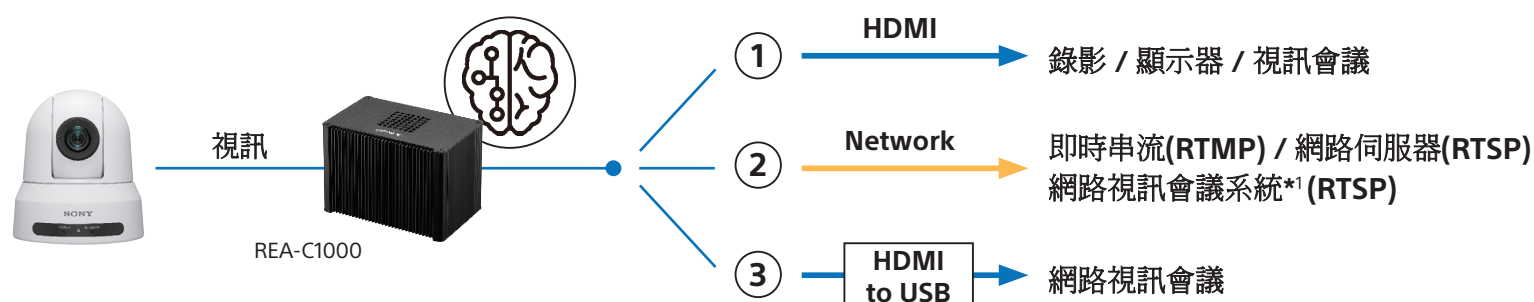 SONY
視訊
REA-C1000
1
HDMI
錄影 / 顯示器 / 視訊會議
2
Network
即時串流(RTMP) / 網路伺服器(RTSP)
網路視訊會議系統*1 (RTSP)
3
HDMI
to USB
網路視訊會議